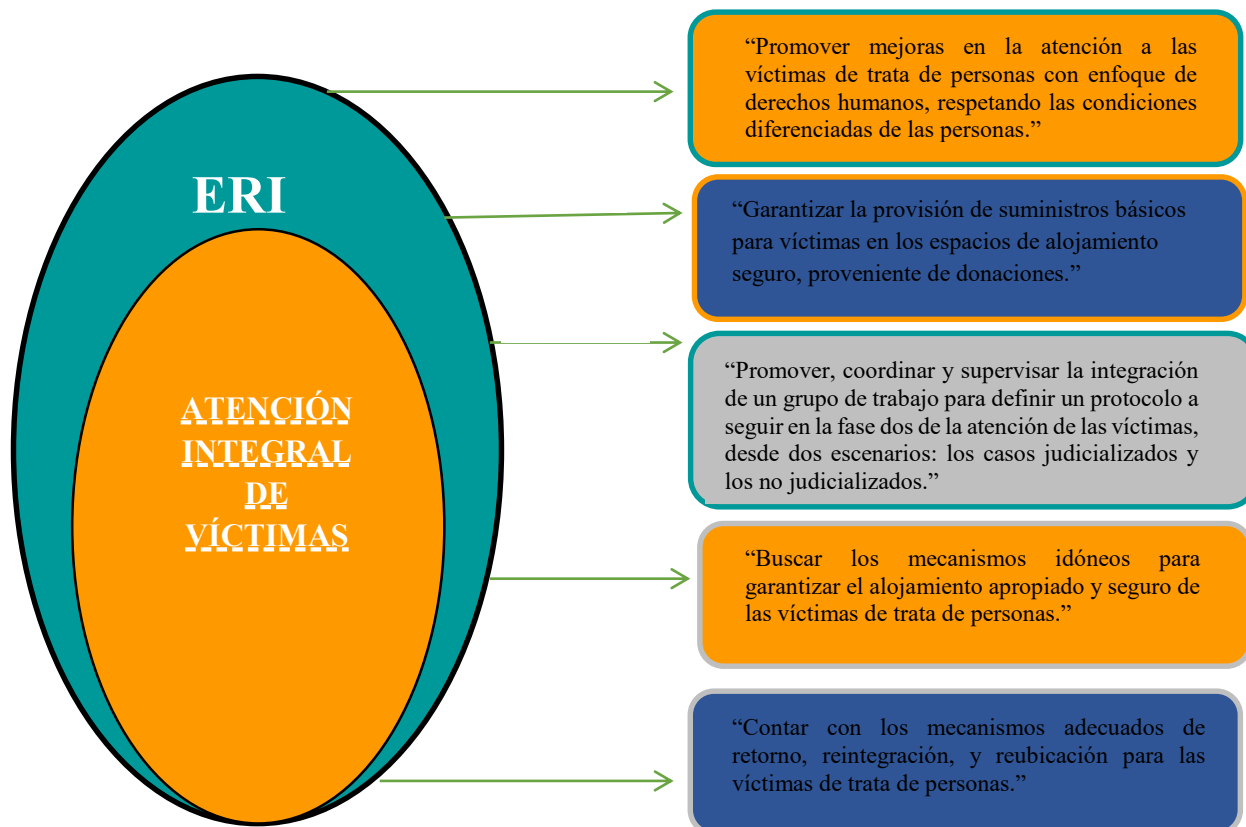 ERI
ATENCIÓN
INTEGRAL
DE
VÍCTIMAS
“Promover mejoras en la atención a las
víctimas de trata de personas con enfoque de
derechos humanos, respetando las condiciones
diferenciadas de las personas.”
“Garantizar la provisión de suministros básicos
para víctimas en los espacios de alojamiento
seguro, proveniente de donaciones.”
“Promover, coordinar y supervisar la integración
de un grupo de trabajo para definir un protocolo a
seguir en la fase dos de la atención de las víctimas,
desde dos escenarios: los casos judicializados y
los no judicializados.”
“Buscar los mecanismos idóneos para
garantizar el alojamiento apropiado y seguro de
las víctimas de trata de personas.”
“Contar con los mecanismos adecuados de
retorno, reintegración, y reubicación para las
víctimas de trata de personas.”